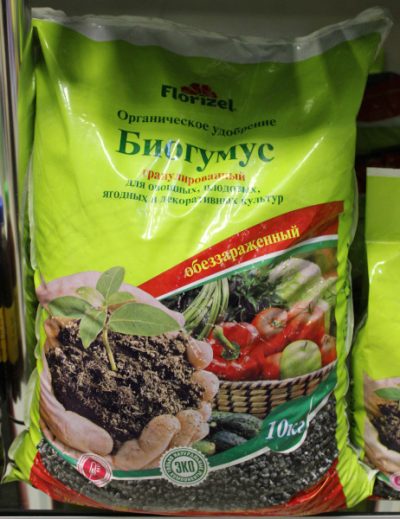 Florizel
Органическое удобрение
Биогумус
гранулированный
для овощных, плодовых,
ягодных и декоративных культур
обеззараженный
10кг
ЭКО